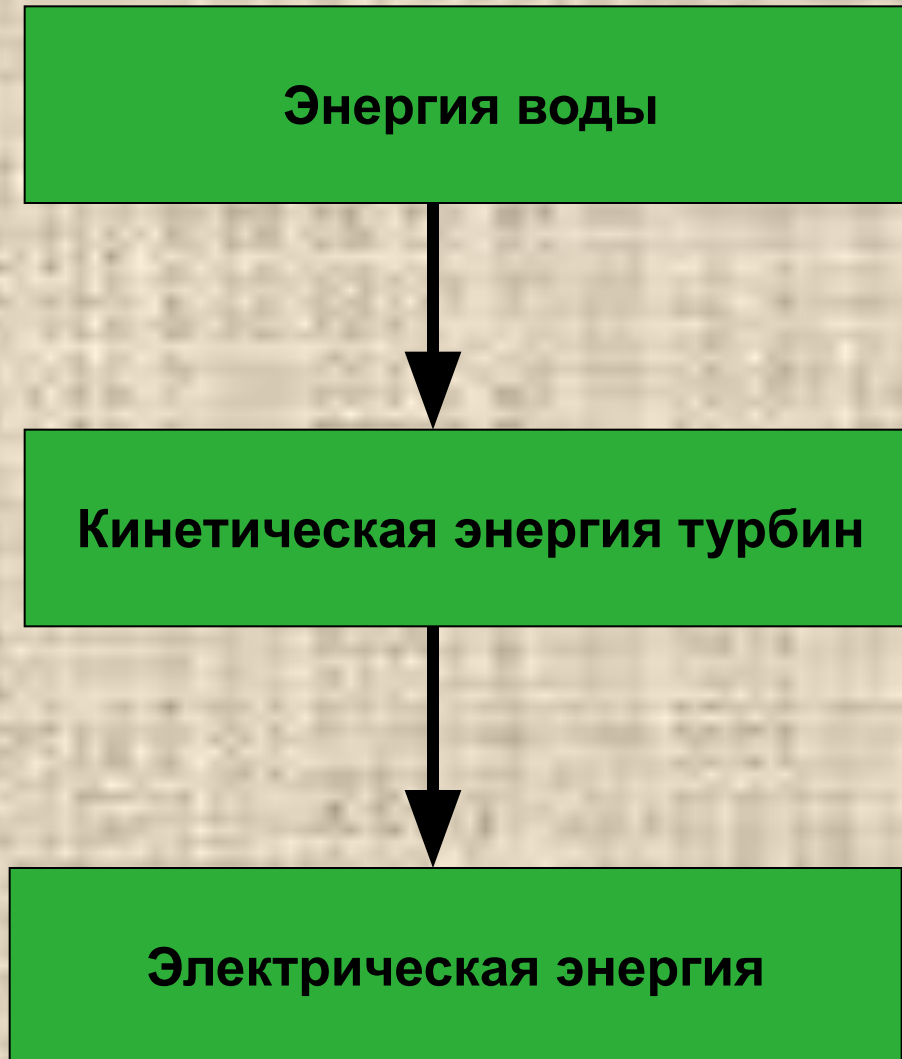 Энергия воды
Кинетическая энергия турбин
Электрическая энергия